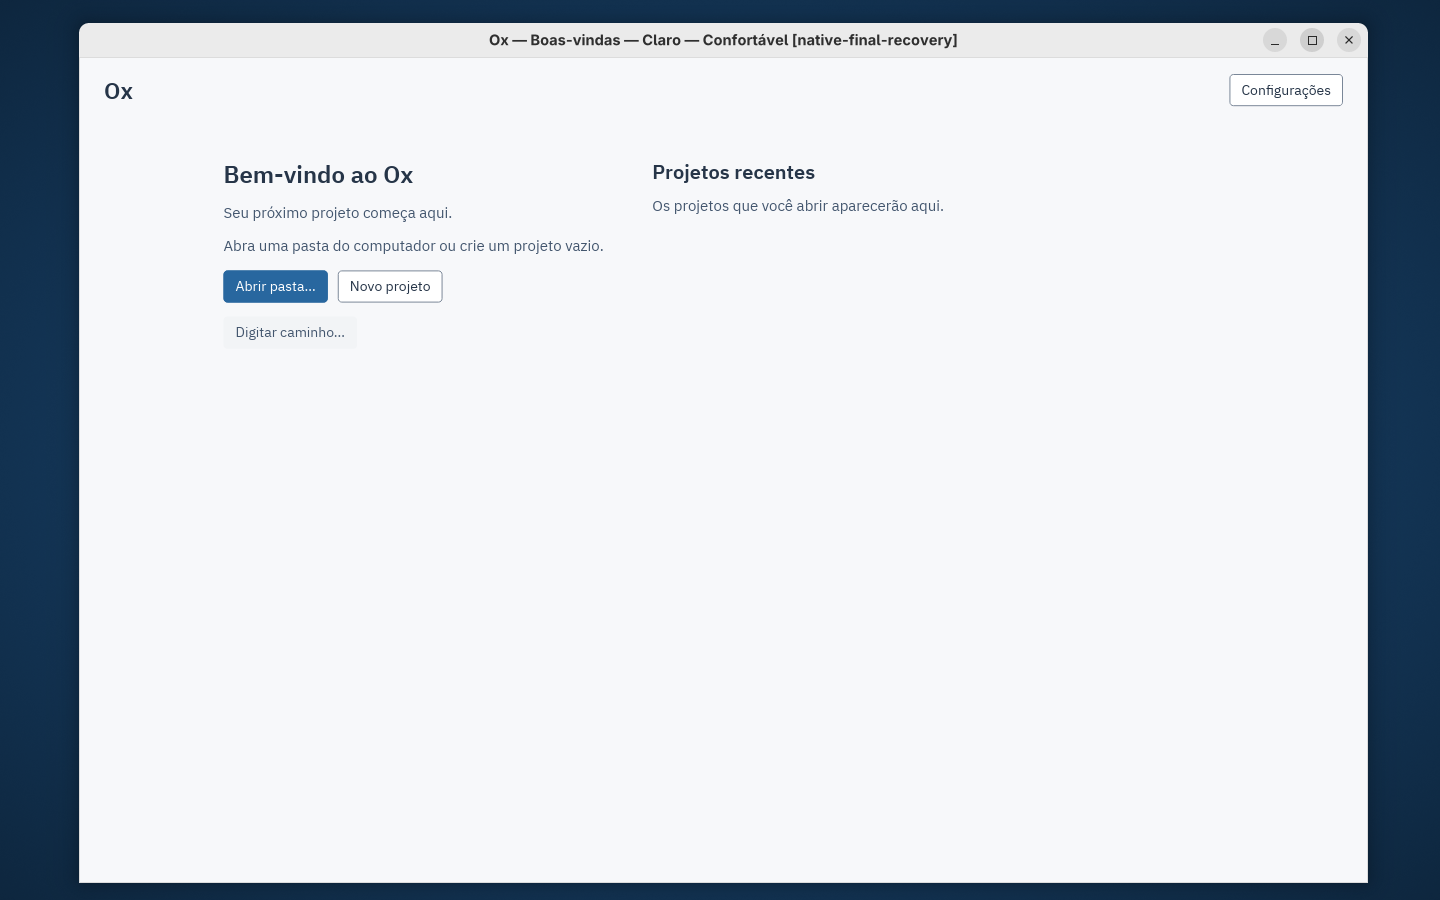 Ox — Boas-vindas — Claro — Confortável [native-final-recovery]
Ox
Configurações
Bem-vindo ao Ox
Seu próximo projeto começa aqui.
Abra uma pasta do computador ou crie um projeto vazio.
Abrir pasta...
Novo projeto
Digitar caminho...
Projetos recentes
Os projetos que você abrir aparecerão aqui.